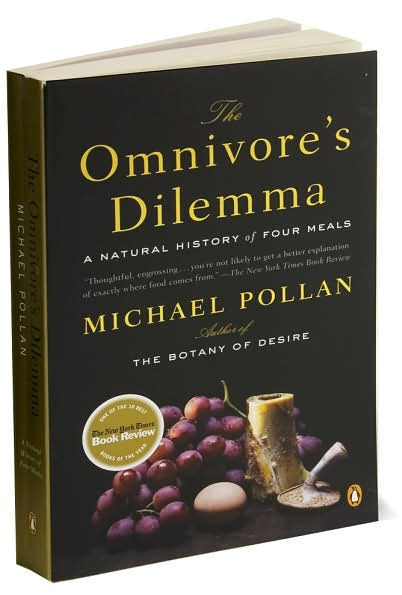 The
Omnivore's
Dilemma
A NATURAL HISTORY of FOUR MEALS
"Thoughtful, engrossing . . . you're not likely to get a better explanation
of exactly where food comes from." —The New York Times Book Review
MICHAEL POLLAN
Author of
THE BOTANY OF DESIRE
ONE OF THE 10 BEST
The New York Times
Book Review
BOOKS OF THE YEAR
The Omnivore's Dilemma
MICHAEL POLLAN
A Natural
History of
Four Meals